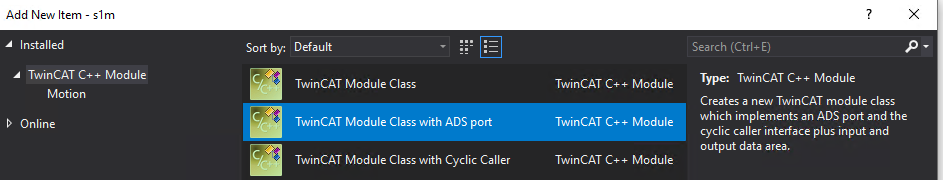 Add New Item - s1m
? ×
Installed
TwinCAT C++ Module
Motion
Online
Sort by: Default
Search (Ctrl+E)
TwinCAT Module Class TwinCAT C++ Module
TwinCAT Module Class with ADS port TwinCAT C++ Module
TwinCAT Module Class with Cyclic Caller TwinCAT C++ Module
Type: TwinCAT C++ Module
Creates a new TwinCAT module class
which implements an ADS port and the
cyclic caller interface plus input and
output data area.